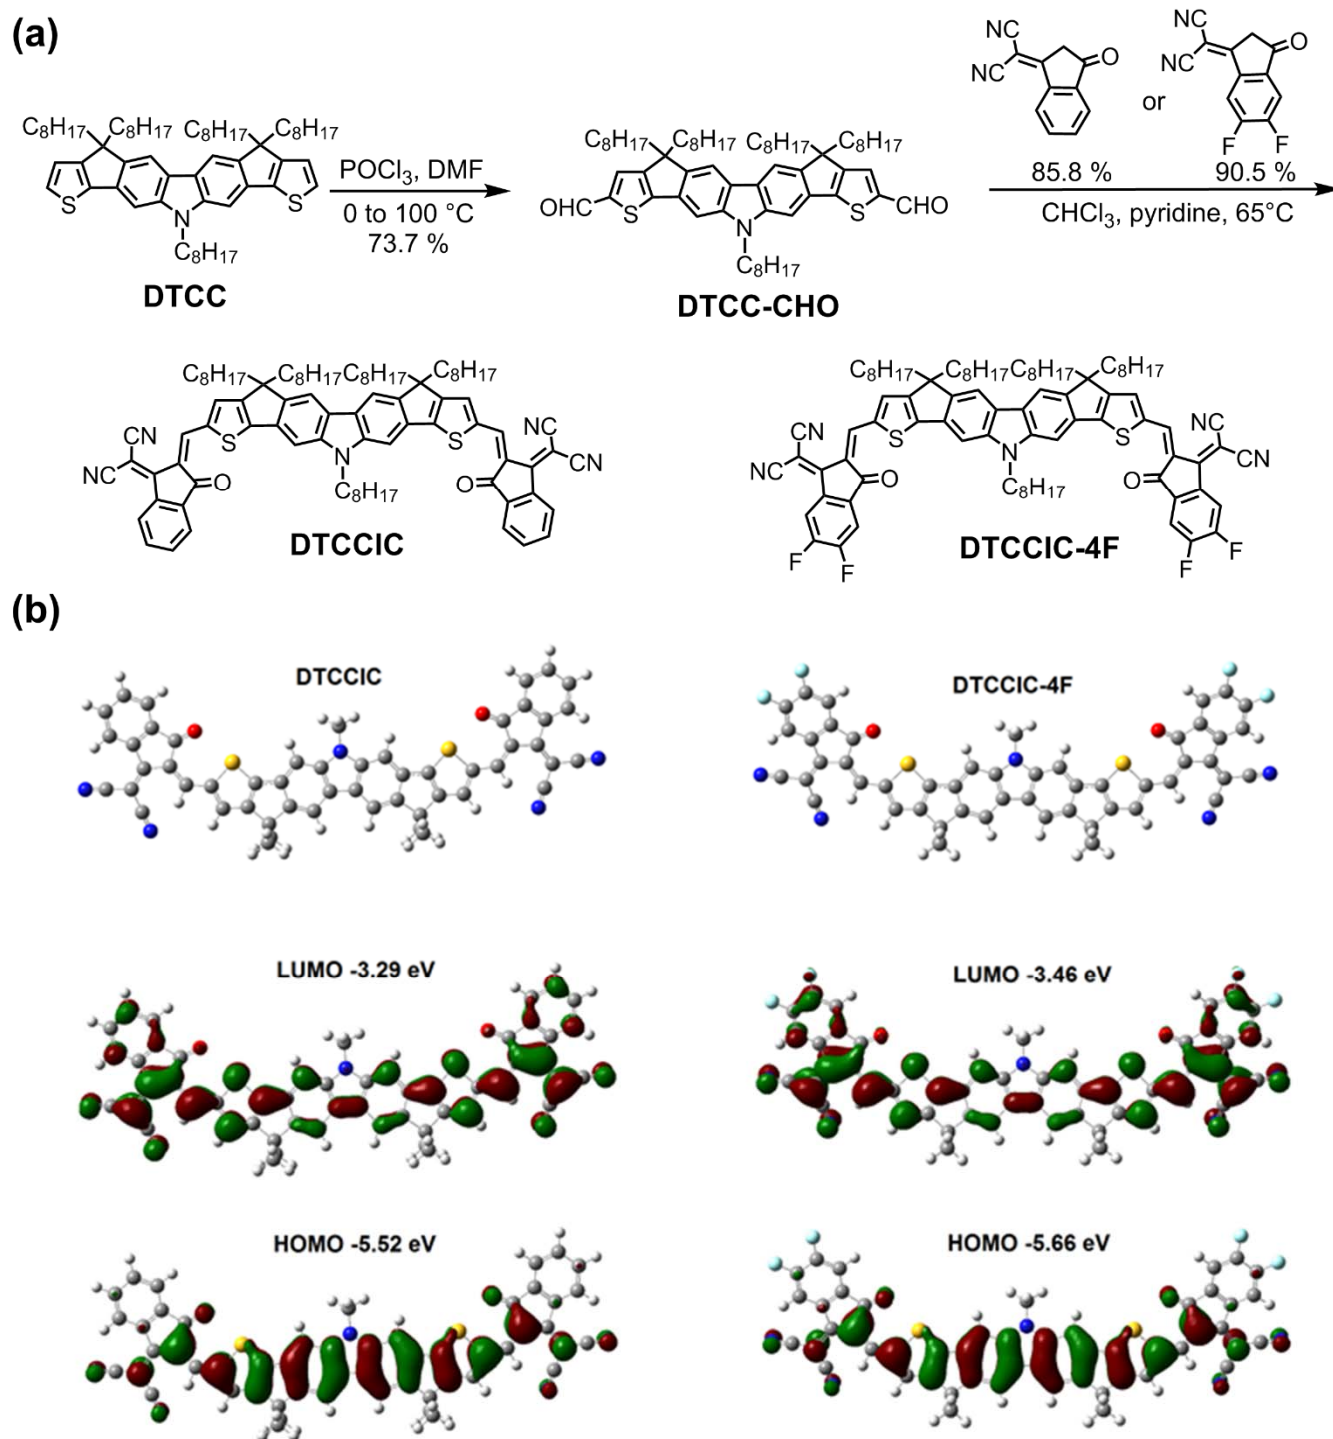 (a)
NC
NC
O
or
NC
NC
O
F
F
85.8 %
90.5 %
C₈H₁₇ C₈H₁₇ C₈H₁₇ C₈H₁₇
S
S
N
C₈H₁₇
DTCC
POCl₃, DMF
0 to 100 °C
73.7 %
C₈H₁₇ C₈H₁₇ C₈H₁₇ C₈H₁₇
OHC
S
S
CHO
N
C₈H₁₇
DTCC-CHO
CHCl₃, pyridine, 65°C
C₈H₁₇ C₈H₁₇C₈H₁₇ C₈H₁₇
CN
NC
S
O
N
C₈H₁₇
S
O
NC
CN
DTCCIC
C₈H₁₇ C₈H₁₇C₈H₁₇ C₈H₁₇
CN
NC
S
O
N
C₈H₁₇
S
O
NC
CN
F
F
F
F
DTCCIC-4F
(b)
DTCCIC
DTCCIC-4F
LUMO -3.29 eV
LUMO -3.46 eV
HOMO -5.52 eV
HOMO -5.66 eV